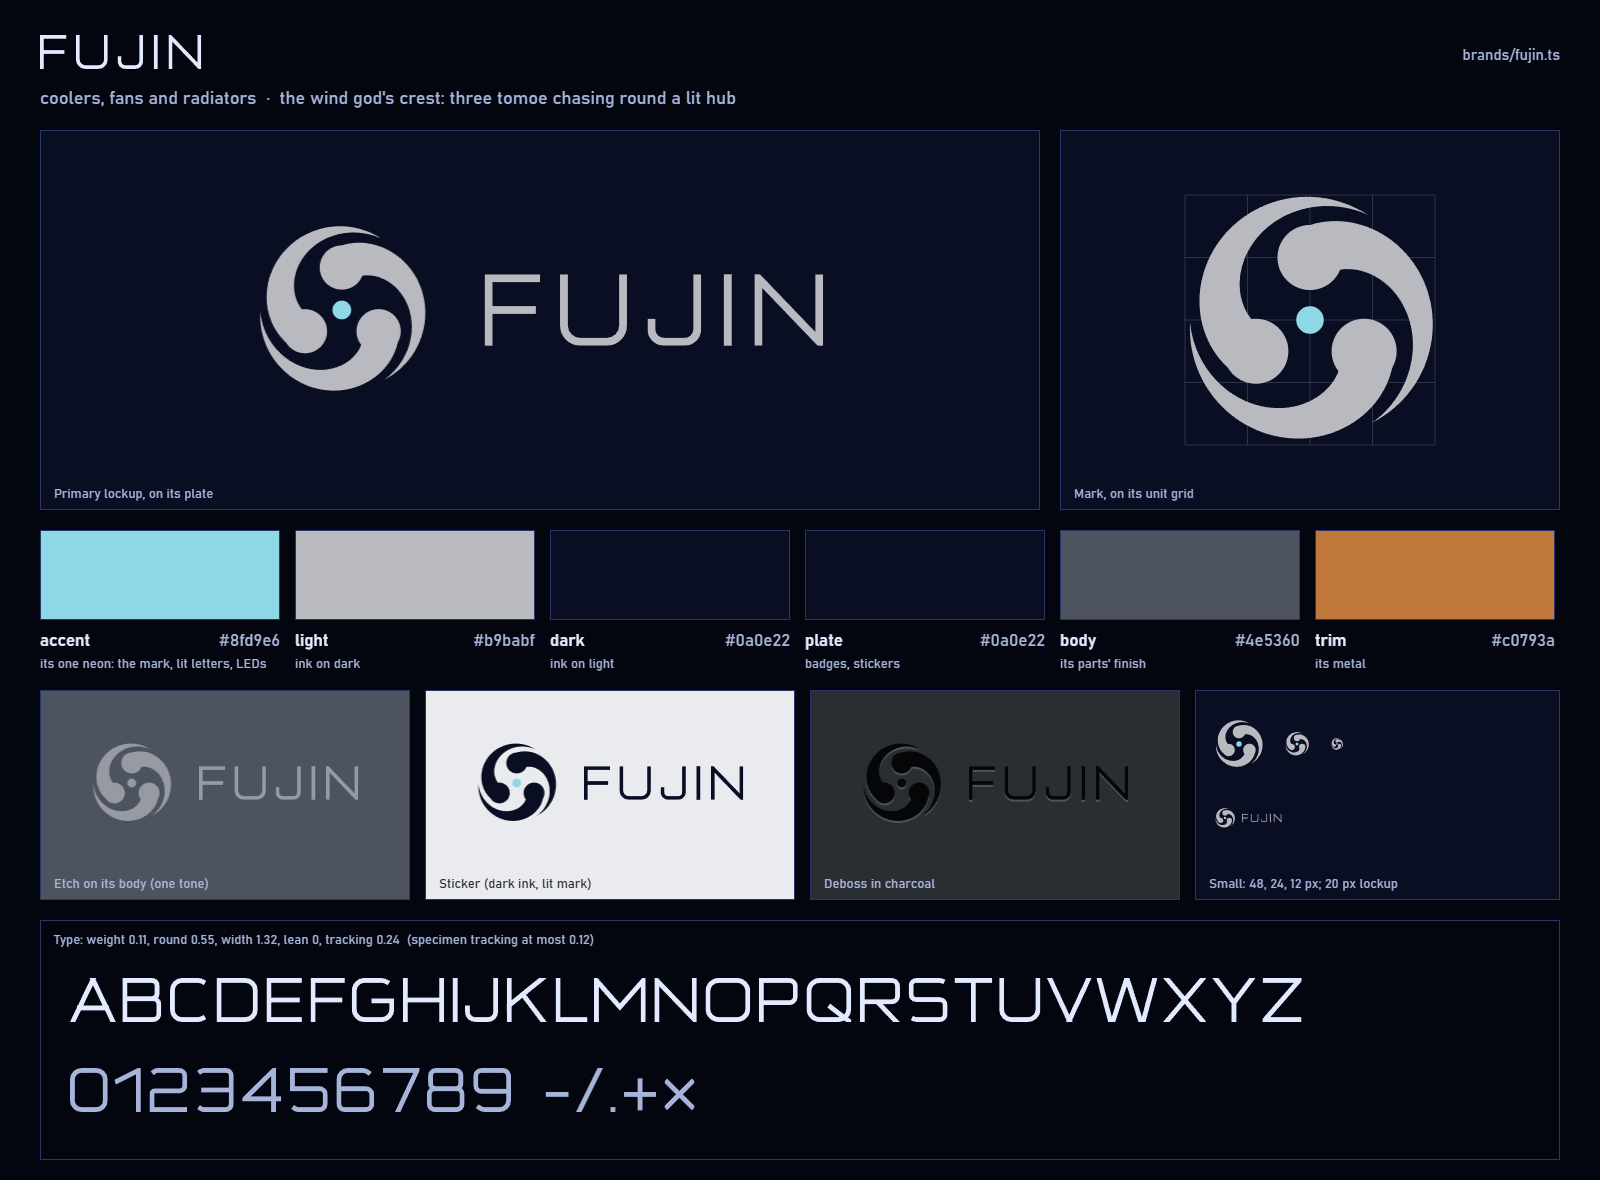 FUJIN
brands/fujin.ts
coolers, fans and radiators · the wind god's crest: three tomoe chasing round a lit hub
FUJIN
Primary lockup, on its plate
Mark, on its unit grid
accent #8fd9e6
its one neon: the mark, lit letters, LEDs
light #b9babf
ink on dark
dark #0a0e22
ink on light
plate #0a0e22
badges, stickers
body #4e5360
its parts' finish
trim #c0793a
its metal
FUJIN
Etch on its body (one tone)
FUJIN
Sticker (dark ink, lit mark)
FUJIN
Deboss in charcoal
FUJIN
Small: 48, 24, 12 px; 20 px lockup
Type: weight 0.11, round 0.55, width 1.32, lean 0, tracking 0.24 (specimen tracking at most 0.12)
ABCDEFGHIJKLMNOPQRSTUVWXYZ
0123456789 -/.+x